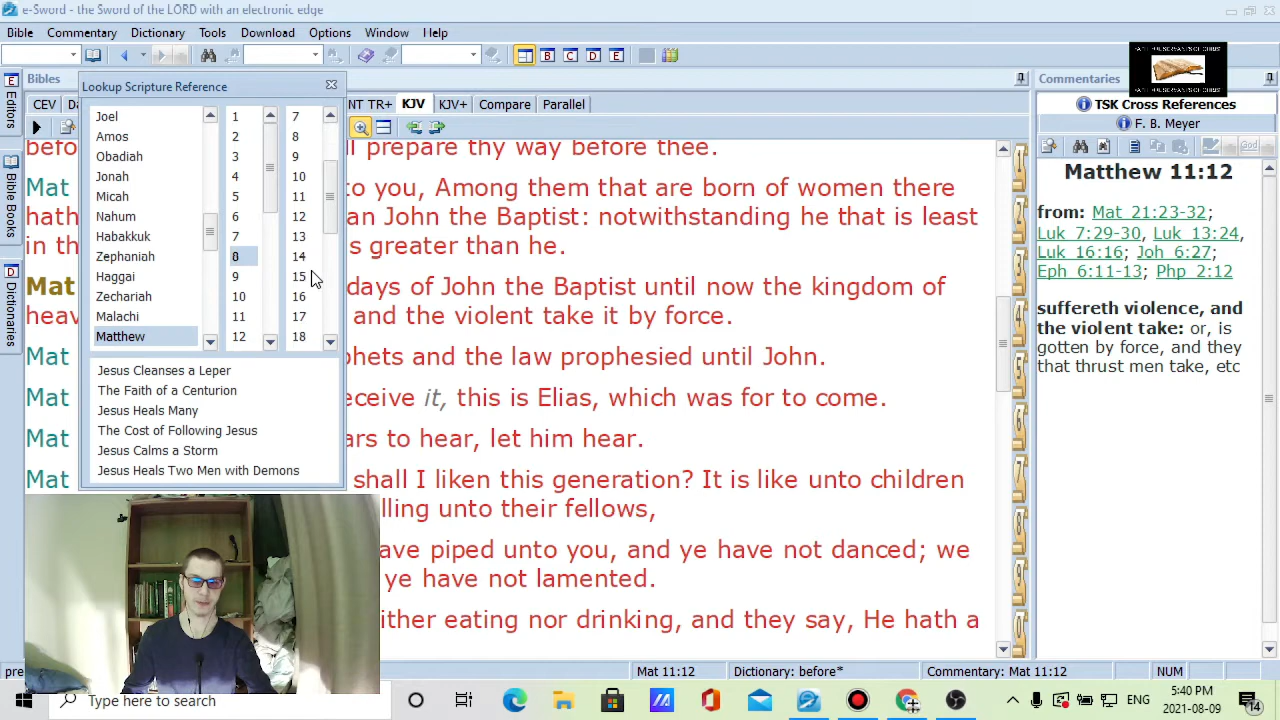 e-Sword - the Sword of the LORD with an electronic edge
Bible Commentary Dictionary Tools Download Options Window Help
Bibles
Commentaries
FAITHFUL SERVANTS OF CHRIST
Lookup Scripture Reference
CEV
NT TR+ KJV KJV+ Compare Parallel
TSK Cross References
F. B. Meyer
Editors
Bible Books
Dictionaries
Joel 1 7
Amos 2 8
Obadiah 3 9
Jonah 4 10
Micah 5 11
Nahum 6 12
Habakkuk 7 13
Zephaniah 8 14
Haggai 9 15
Zechariah 10 16
Malachi 11 17
Matthew 12 18
Jesus Cleanses a Leper
The Faith of a Centurion
Jesus Heals Many
The Cost of Following Jesus
Jesus Calms a Storm
Jesus Heals Two Men with Demons
befo ll prepare thy way before thee.
Mat to you, Among them that are born of women there
hath an John the Baptist: notwithstanding he that is least
in th s greater than he.
Mat days of John the Baptist until now the kingdom of
heav and the violent take it by force.
Mat phets and the law prophesied until John.
Mat eceive it, this is Elias, which was for to come.
Mat ars to hear, let him hear.
Mat shall I liken this generation? It is like unto children
lling unto their fellows,
ave piped unto you, and ye have not danced; we
ye have not lamented.
ither eating nor drinking, and they say, He hath a
Matthew 11:12
from: Mat 21:23-32;
Luk 7:29-30, Luk 13:24,
Luk 16:16; Joh 6:27;
Eph 6:11-13; Php 2:12
suffereth violence, and
the violent take: or, is
gotten by force, and they
that thrust men take, etc
pre Mat 11:12 Dictionary: before* Commentary: Mat 11:12 NUM
Type here to search
ENG
5:40 PM
2021-08-09
14